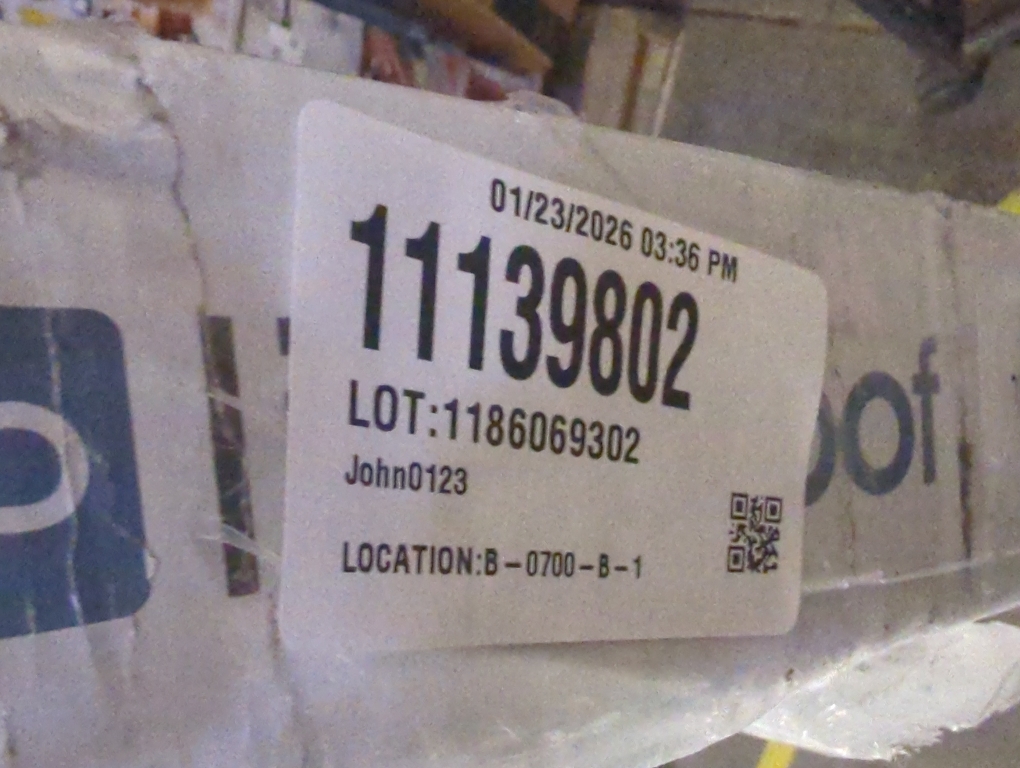 01/23/2026 03:36 PM
11139802
LOT:1186069302
John0123
LOCATION:B-0700-B-1